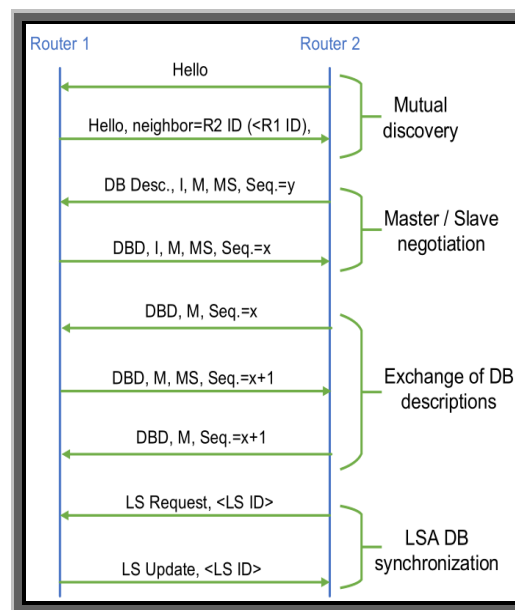 Router 1
Router 2
Hello
Hello, neighbor=R2 ID (<R1 ID),
Mutual
discovery
DB Desc., I, M, MS, Seq.=y
DBD, I, M, MS, Seq.=x
Master / Slave
negotiation
DBD, M, Seq.=x
DBD, M, MS, Seq.=x+1
DBD, M, Seq.=x+1
Exchange of DB
descriptions
LS Request, <LS ID>
LS Update, <LS ID>
LSA DB
synchronization